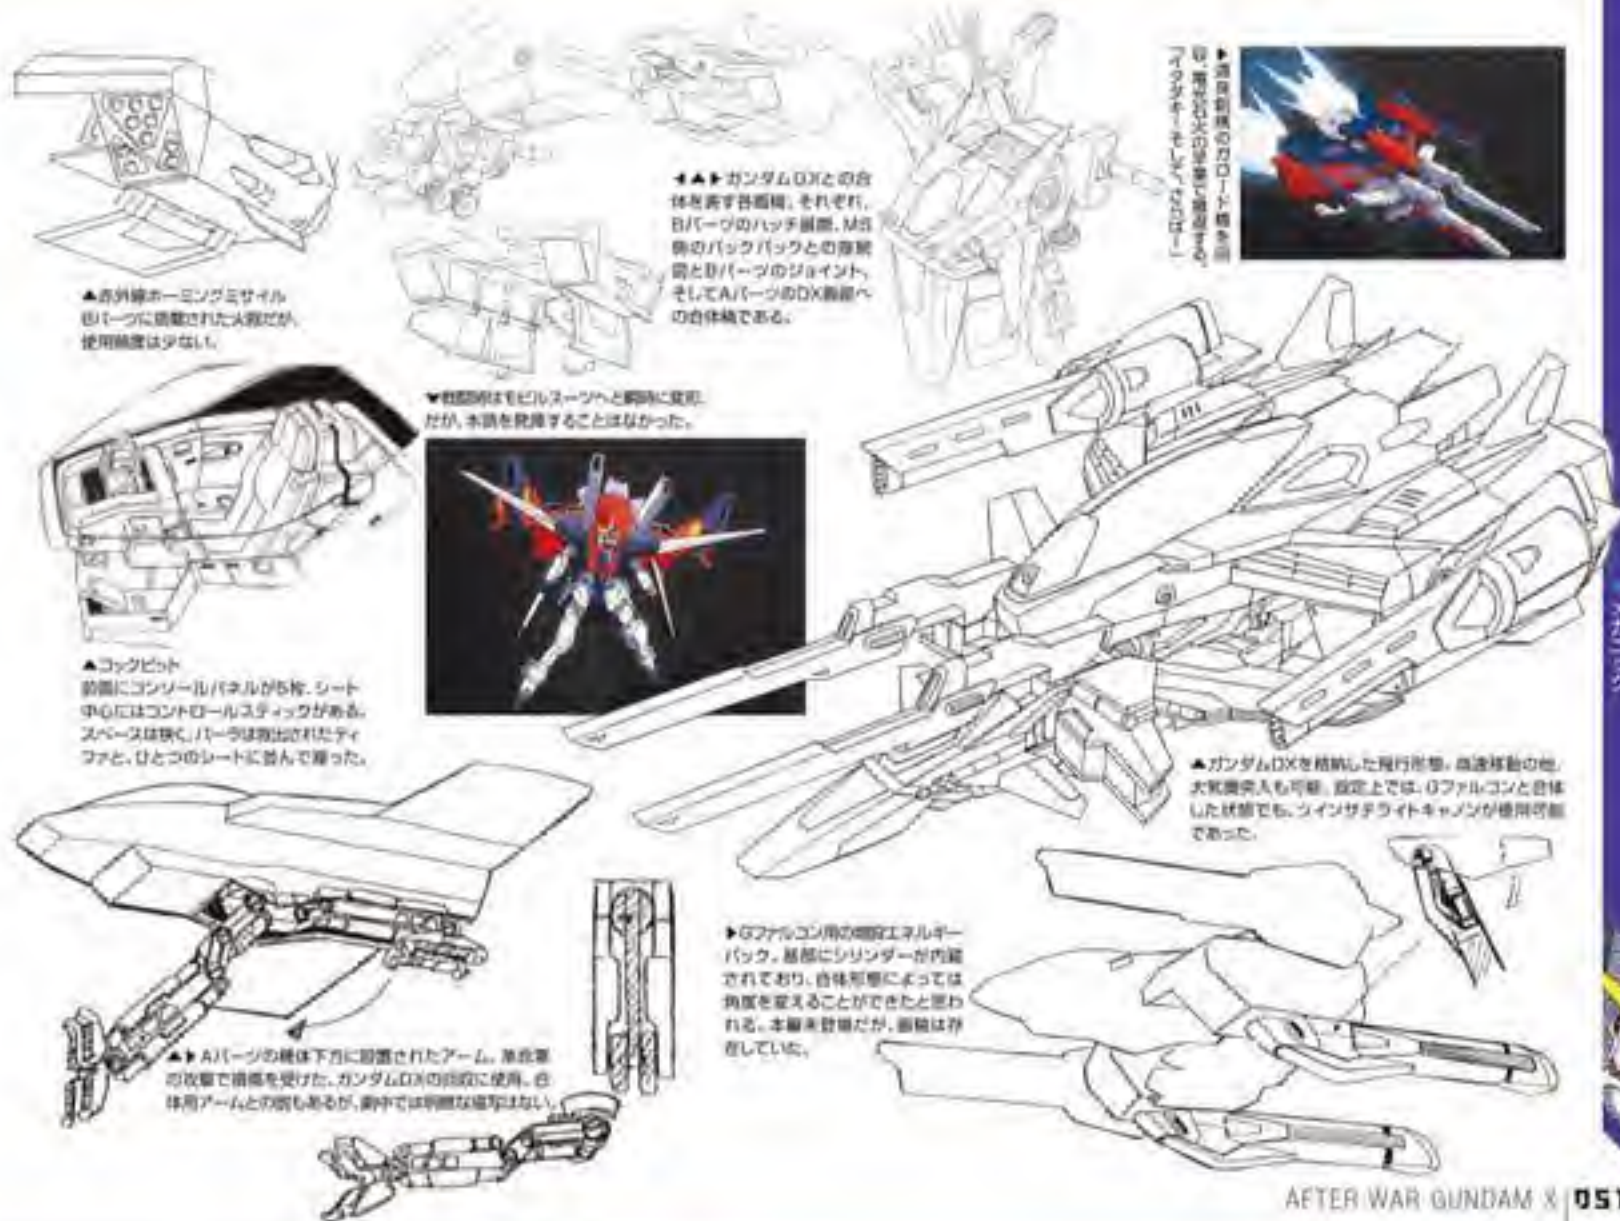 ▲赤外線ホーミングミサイル
Bパーツに搭載された火器だが、
使用頻度は少ない。
◀▲▶ガンダムDXとの合
体を表す各画稿。それぞれ、
Bパーツのハッチ展開、MS
側のバックパックとの接続
図とBパーツのジョイント、
そしてAパーツのDX胸部へ
の合体稿である。
ガロード機を
▼戦闘時はモビルスーツへと瞬時に変形。
だが、本領を発揮することはなかった。
▲コックピット
前面にコンソールパネルが5枚、シート
中心にはコントロールスティックがある。
スペースは狭く、パーラは救出されたティ
ファと、ひとつのシートに並んで座った。
▲ガンダムDXを格納した飛行形態。高速移動の他、
大気圏突入も可能。設定上では、Gファルコンと合体
した状態でも、ツインサテライトキャノンが使用可能
であった。
▶Gファルコン用の増設エネルギー
パック。基部にシリンダーが内蔵
されており、合体形態によっては
角度を変えることができたと思わ
れる。本編未登場だが、画稿は存
在していた。
▲▶Aパーツの機体下方に設置されたアーム。革命軍
の攻撃で損傷を受けた、ガンダムDXの回収に使用。合
体用アームとの説もあるが、劇中では明確な描写はない。
AFTER WAR GUNDAM X 051